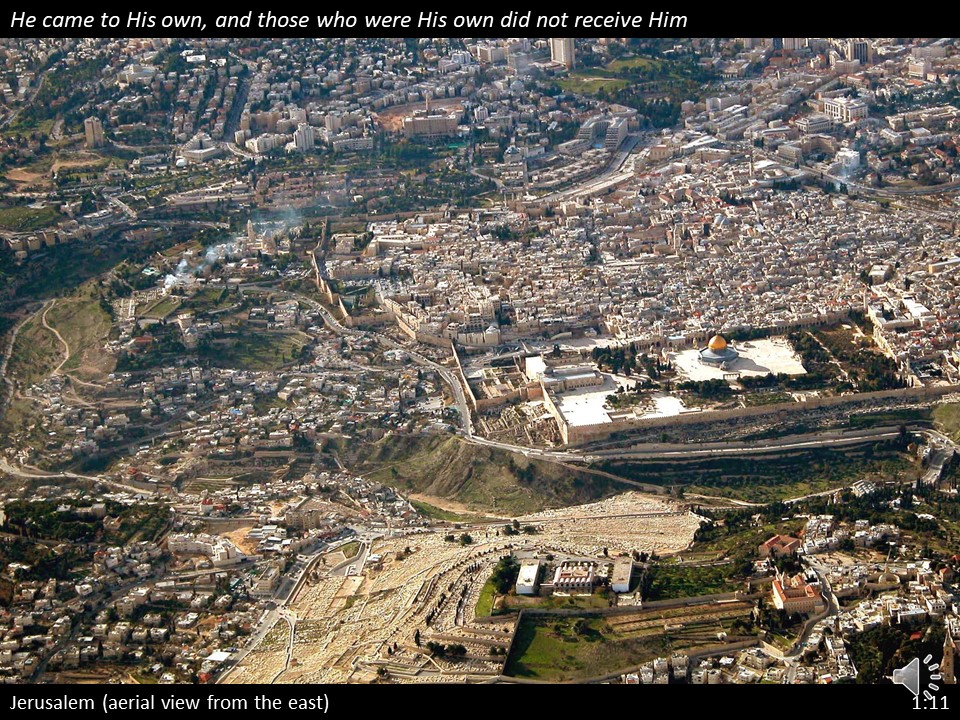 He came to His own, and those who were His own did not receive Him
Jerusalem (aerial view from the east)
1:11